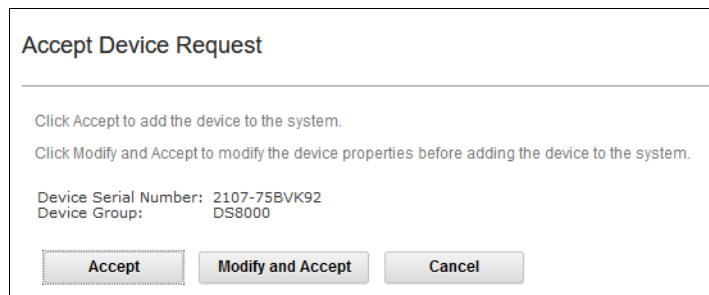 Accept Device Request
Click Accept to add the device to the system.
Click Modify and Accept to modify the device properties before adding the device to the system.
Device Serial Number: 2107-75BVK92
Device Group: DS8000
Accept Modify and Accept Cancel